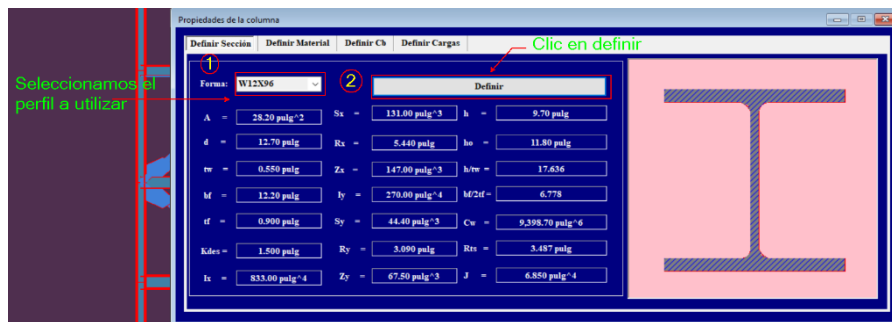 Propiedades de la columna
Definir Sección Definir Material Definir Cb Definir Cargas
Clic en definir
1
Seleccionamos el
perfil a utilizar
Forma: W12X96
2
Definir
A = 28.20 pulg^2 Sx = 131.00 pulg^3 h = 9.70 pulg
d = 12.70 pulg Rx = 5.440 pulg ho = 11.80 pulg
tw = 0.550 pulg Zx = 147.00 pulg^3 h/tw = 17.636
bf = 12.20 pulg Iy = 270.00 pulg^4 bf/2tf = 6.778
tf = 0.900 pulg Sy = 44.40 pulg^3 Cw = 9,398.70 pulg^6
Kdes = 1.500 pulg Ry = 3.090 pulg Rts = 3.487 pulg
Ix = 833.00 pulg^4 Zy = 67.50 pulg^3 J = 6.850 pulg^4